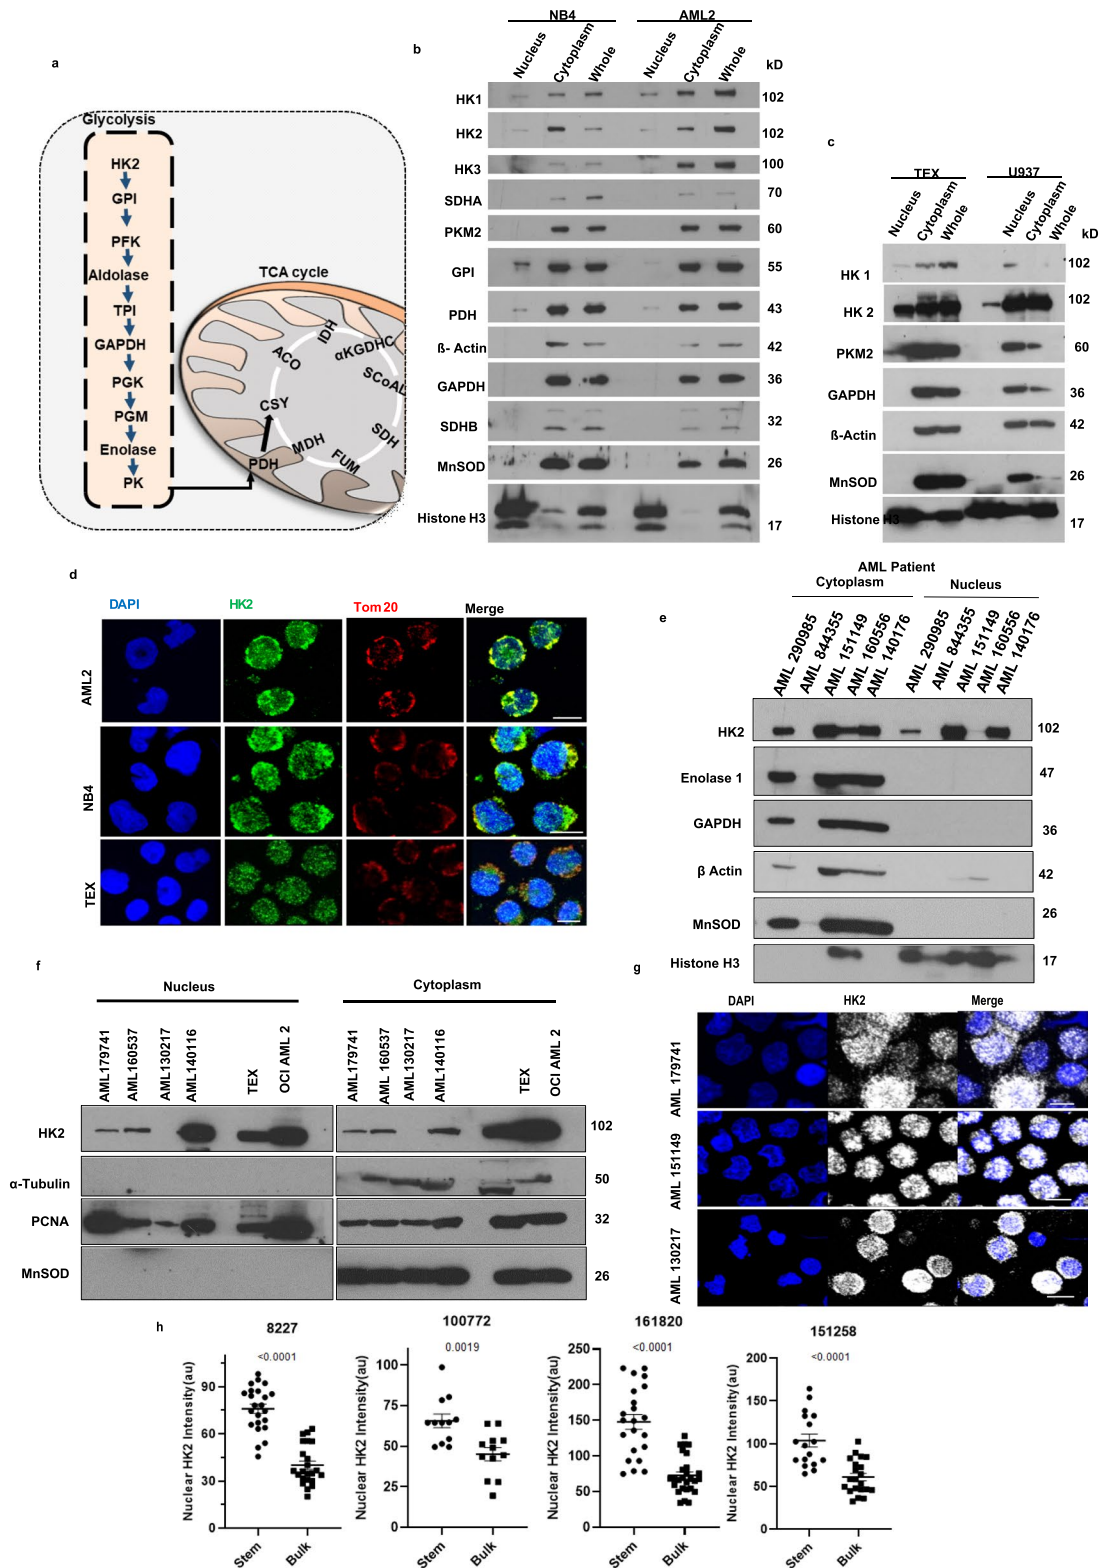 a
Glycolysis
HK2
GPI
PFK
Aldolase
TPI
GAPDH
PGK
PGM
Enolase
PK
TCA cycle
IDH
αKGDHC
SCoAL
SDH
FUM
MDH
PDH
CSY
ACO
b
NB4
AML2
Nucleus
Cytoplasm
Whole
Nucleus
Cytoplasm
Whole
kD
HK1
102
HK2
102
HK3
100
SDHA
70
PKM2
60
GPI
55
PDH
43
ß- Actin
42
GAPDH
36
SDHB
32
MnSOD
26
Histone H3
17
c
TEX
U937
Nucleus
Cytoplasm
Whole
Nucleus
Cytoplasm
Whole
kD
HK 1
102
HK 2
102
PKM2
60
GAPDH
36
ß-Actin
42
MnSOD
26
Histone H3
17
d
DAPI
HK2
Tom 20
Merge
AML2
NB4
TEX
e
AML Patient
Cytoplasm
Nucleus
AML 290985
AML 844355
AML 151149
AML 160556
AML 140176
AML 290985
AML 844355
AML 151149
AML 160556
AML 140176
HK2
102
Enolase 1
47
GAPDH
36
β Actin
42
MnSOD
26
Histone H3
17
f
Nucleus
Cytoplasm
AML179741
AML160537
AML130217
AML140116
TEX
OCI AML 2
AML179741
AML 160537
AML130217
AML140116
TEX
OCI AML 2
HK2
102
α-Tubulin
50
PCNA
32
MnSOD
26
g
DAPI
HK2
Merge
AML 179741
AML 151149
AML 130217
h
8227
<0.0001
Nuclear HK2 Intensity(au)
90
60
30
0
Stem
Bulk
100772
0.0019
Nuclear HK2 Intensity(au)
100
75
50
25
0
Stem
Bulk
161820
<0.0001
Nuclear HK2 Intensity(au)
250
200
150
100
50
0
Stem
Bulk
151258
<0.0001
Nuclear HK2 Intensity(au)
200
150
100
50
0
Stem
Bulk